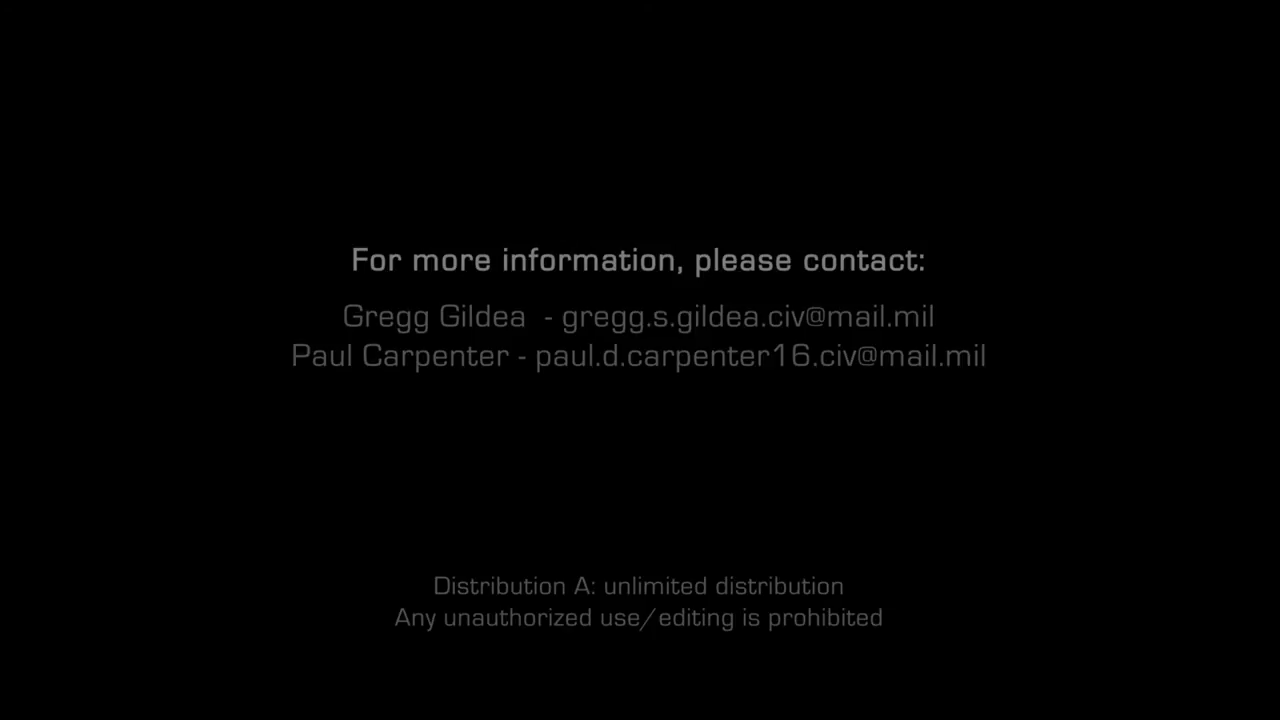 For more information, please contact:
Gregg Gildea - gregg.s.gildea.civ@mail.mil
Paul Carpenter - paul.d.carpenter16.civ@mail.mil
Distribution A: unlimited distribution
Any unauthorized use/editing is prohibited